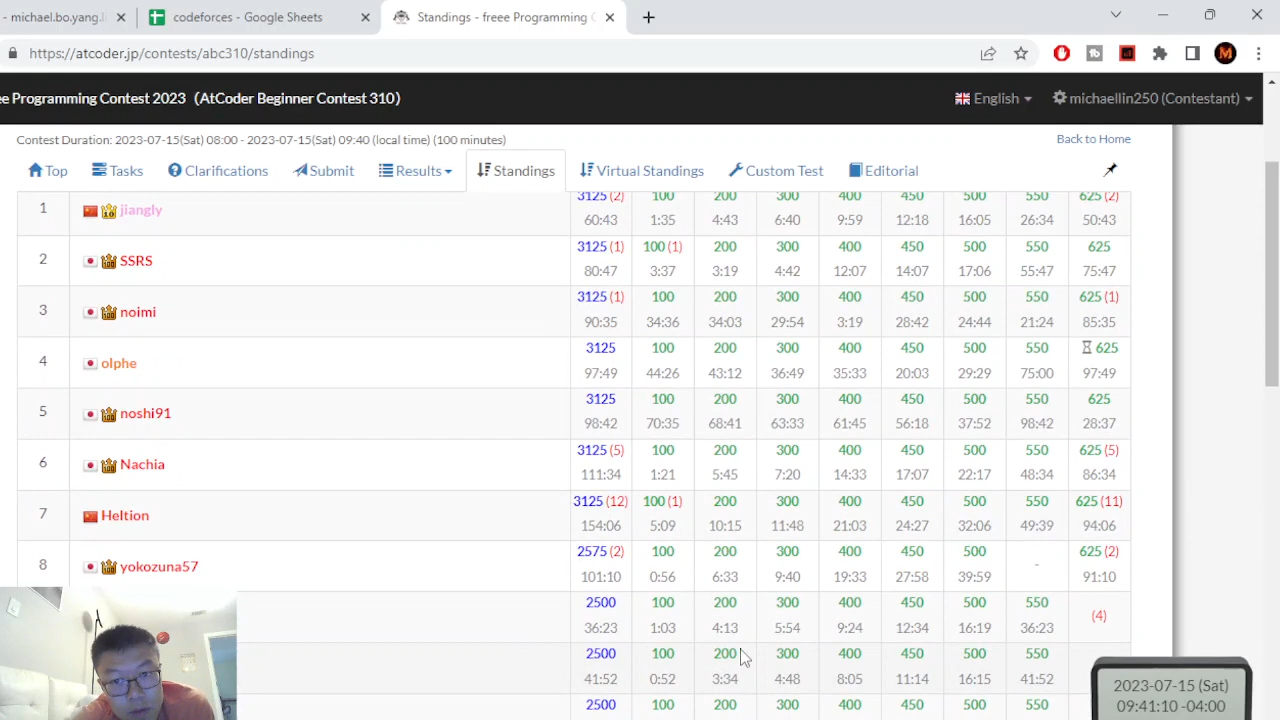 - michael.bo.yang.l
codeforces - Google Sheets
Standings - freee Programming C
https://atcoder.jp/contests/abc310/standings
ee Programming Contest 2023 (AtCoder Beginner Contest 310)
English
michaellin250 (Contestant)
Contest Duration: 2023-07-15(Sat) 08:00 - 2023-07-15(Sat) 09:40 (local time) (100 minutes)
Back to Home
Top Tasks Clarifications Submit Results Standings Virtual Standings Custom Test Editorial
1 jiangly 3125 (2) 100 200 300 400 450 500 550 625 (2)
60:43 1:35 4:43 6:40 9:59 12:18 16:05 26:34 50:43
2 SSRS 3125 (1) 100 (1) 200 300 400 450 500 550 625
80:47 3:37 3:19 4:42 12:07 14:07 17:06 55:47 75:47
3 noimi 3125 (1) 100 200 300 400 450 500 550 625 (1)
90:35 34:36 34:03 29:54 3:19 28:42 24:44 21:24 85:35
4 olphe 3125 100 200 300 400 450 500 550 625
97:49 44:26 43:12 36:49 35:33 20:03 29:29 75:00 97:49
5 noshi91 3125 100 200 300 400 450 500 550 625
98:42 70:35 68:41 63:33 61:45 56:18 37:52 98:42 28:37
6 Nachia 3125 (5) 100 200 300 400 450 500 550 625 (5)
111:34 1:21 5:45 7:20 14:33 17:07 22:17 48:34 86:34
7 Heltion 3125 (12) 100 (1) 200 300 400 450 500 550 625 (11)
154:06 5:09 10:15 11:48 21:03 24:27 32:06 49:39 94:06
8 yokozuna57 2575 (2) 100 200 300 400 450 500 - 625 (2)
101:10 0:56 6:33 9:40 19:33 27:58 39:59 91:10
2500 100 200 300 400 450 500 550 (4)
36:23 1:03 4:13 5:54 9:24 12:34 16:19 36:23
2500 100 200 300 400 450 500 550
41:52 0:52 3:34 4:48 8:05 11:14 16:15 41:52
2500 100 200 300 400 450 500 550
2023-07-15 (Sat)
09:41:10 -04:00